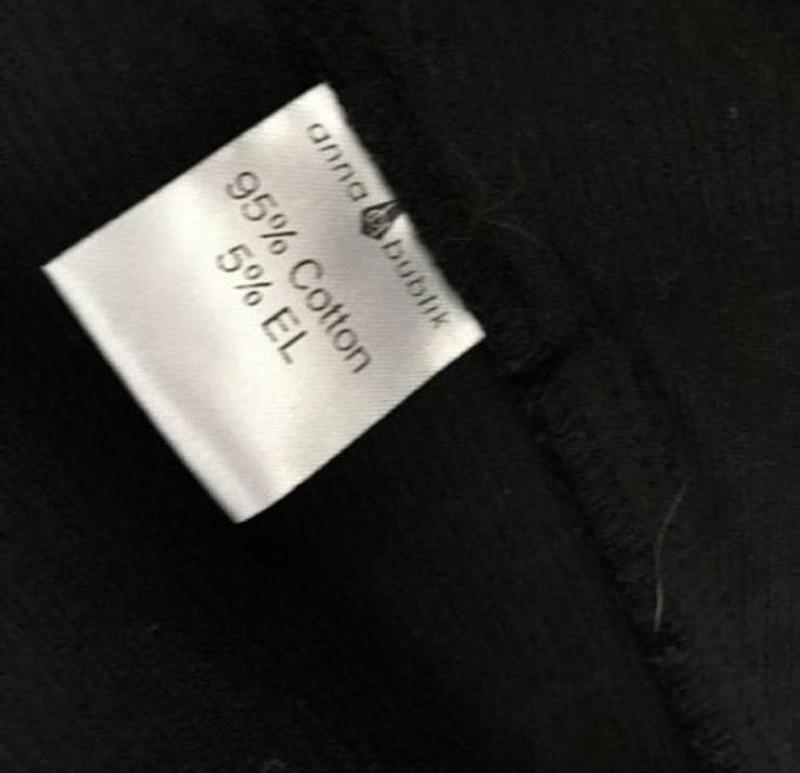 anna bublik
95% Cotton
5% EL